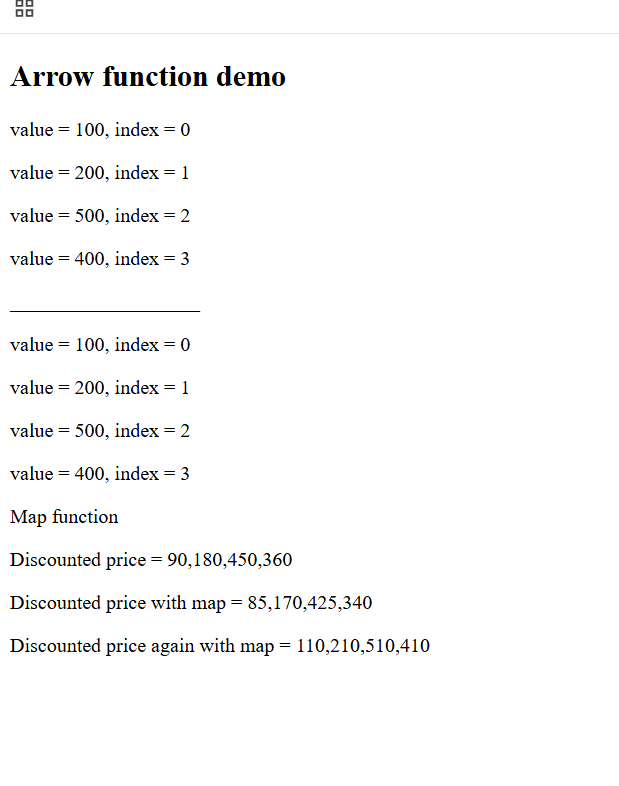 Arrow function demo
value = 100, index = 0
value = 200, index = 1
value = 500, index = 2
value = 400, index = 3
___________________
value = 100, index = 0
value = 200, index = 1
value = 500, index = 2
value = 400, index = 3
Map function
Discounted price = 90,180,450,360
Discounted price with map = 85,170,425,340
Discounted price again with map = 110,210,510,410